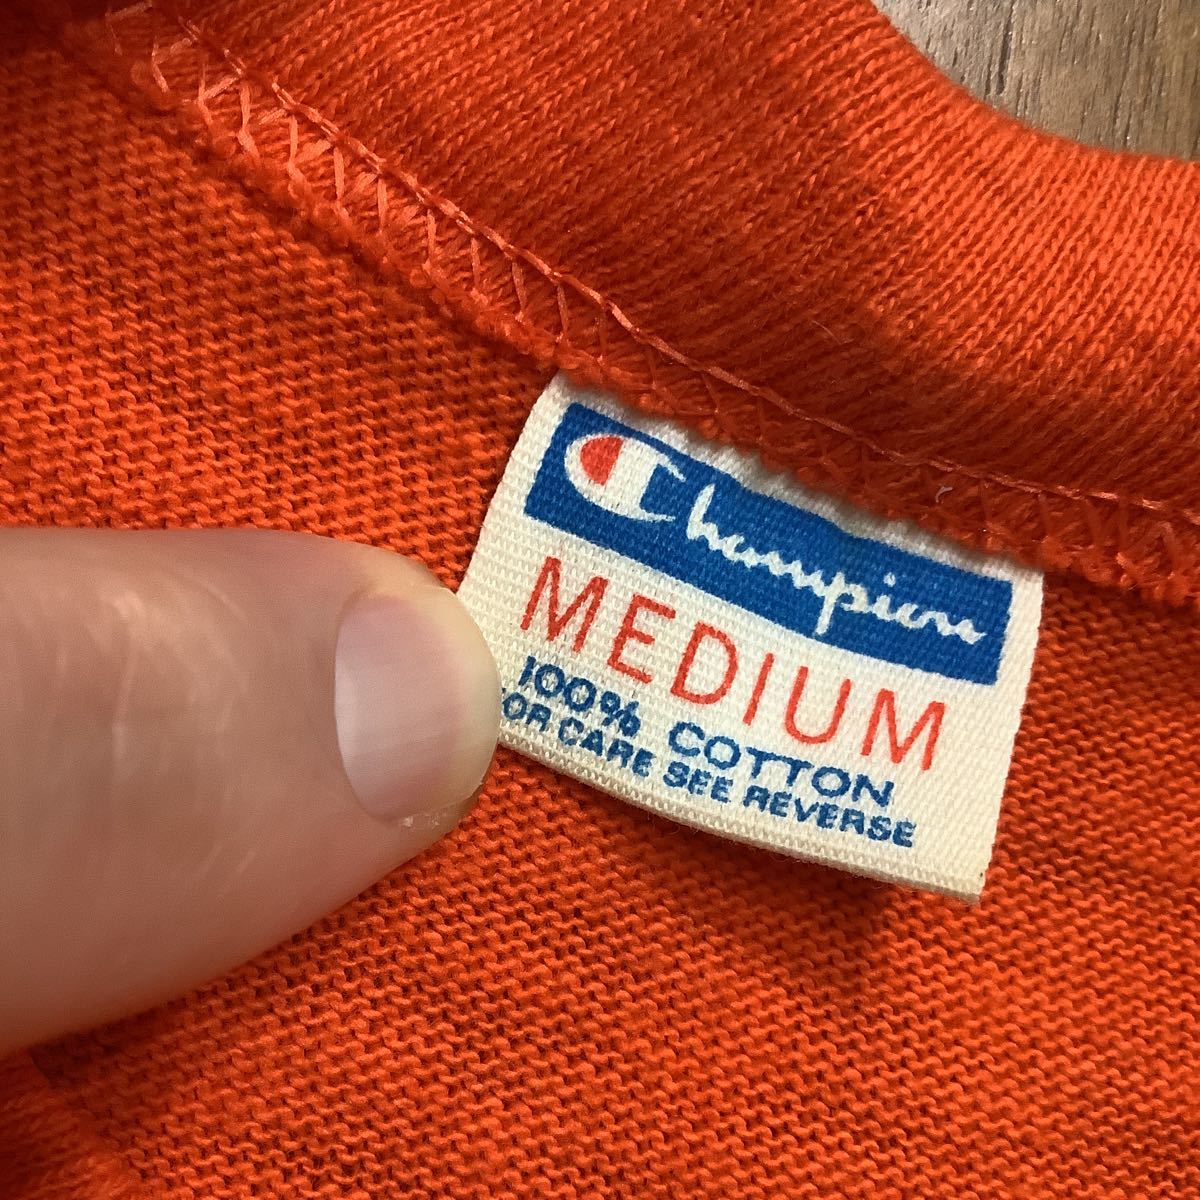 Champion
MEDIUM
100% COTTON
FOR CARE SEE REVERSE